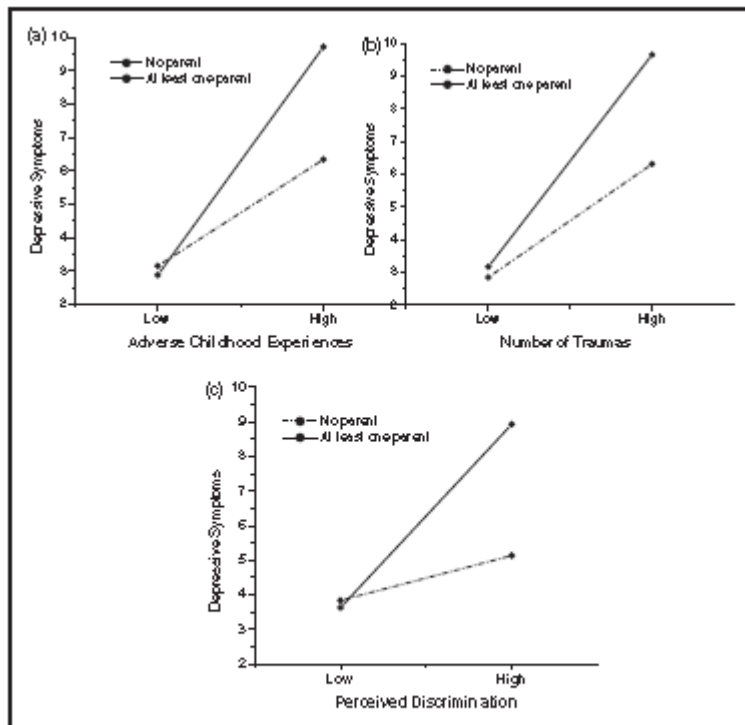 (a)
10
No parent
At least one parent
9
8
7
6
5
4
3
2
Depressive Symptoms
Low
High
Adverse Childhood Experiences
(b)
10
No parent
At least one parent
9
8
7
6
5
4
3
2
Depressive Symptoms
Low
High
Number of Traumas
(c)
10
No parent
At least one parent
9
8
7
6
5
4
3
2
Depressive Symptoms
Low
High
Perceived Discrimination